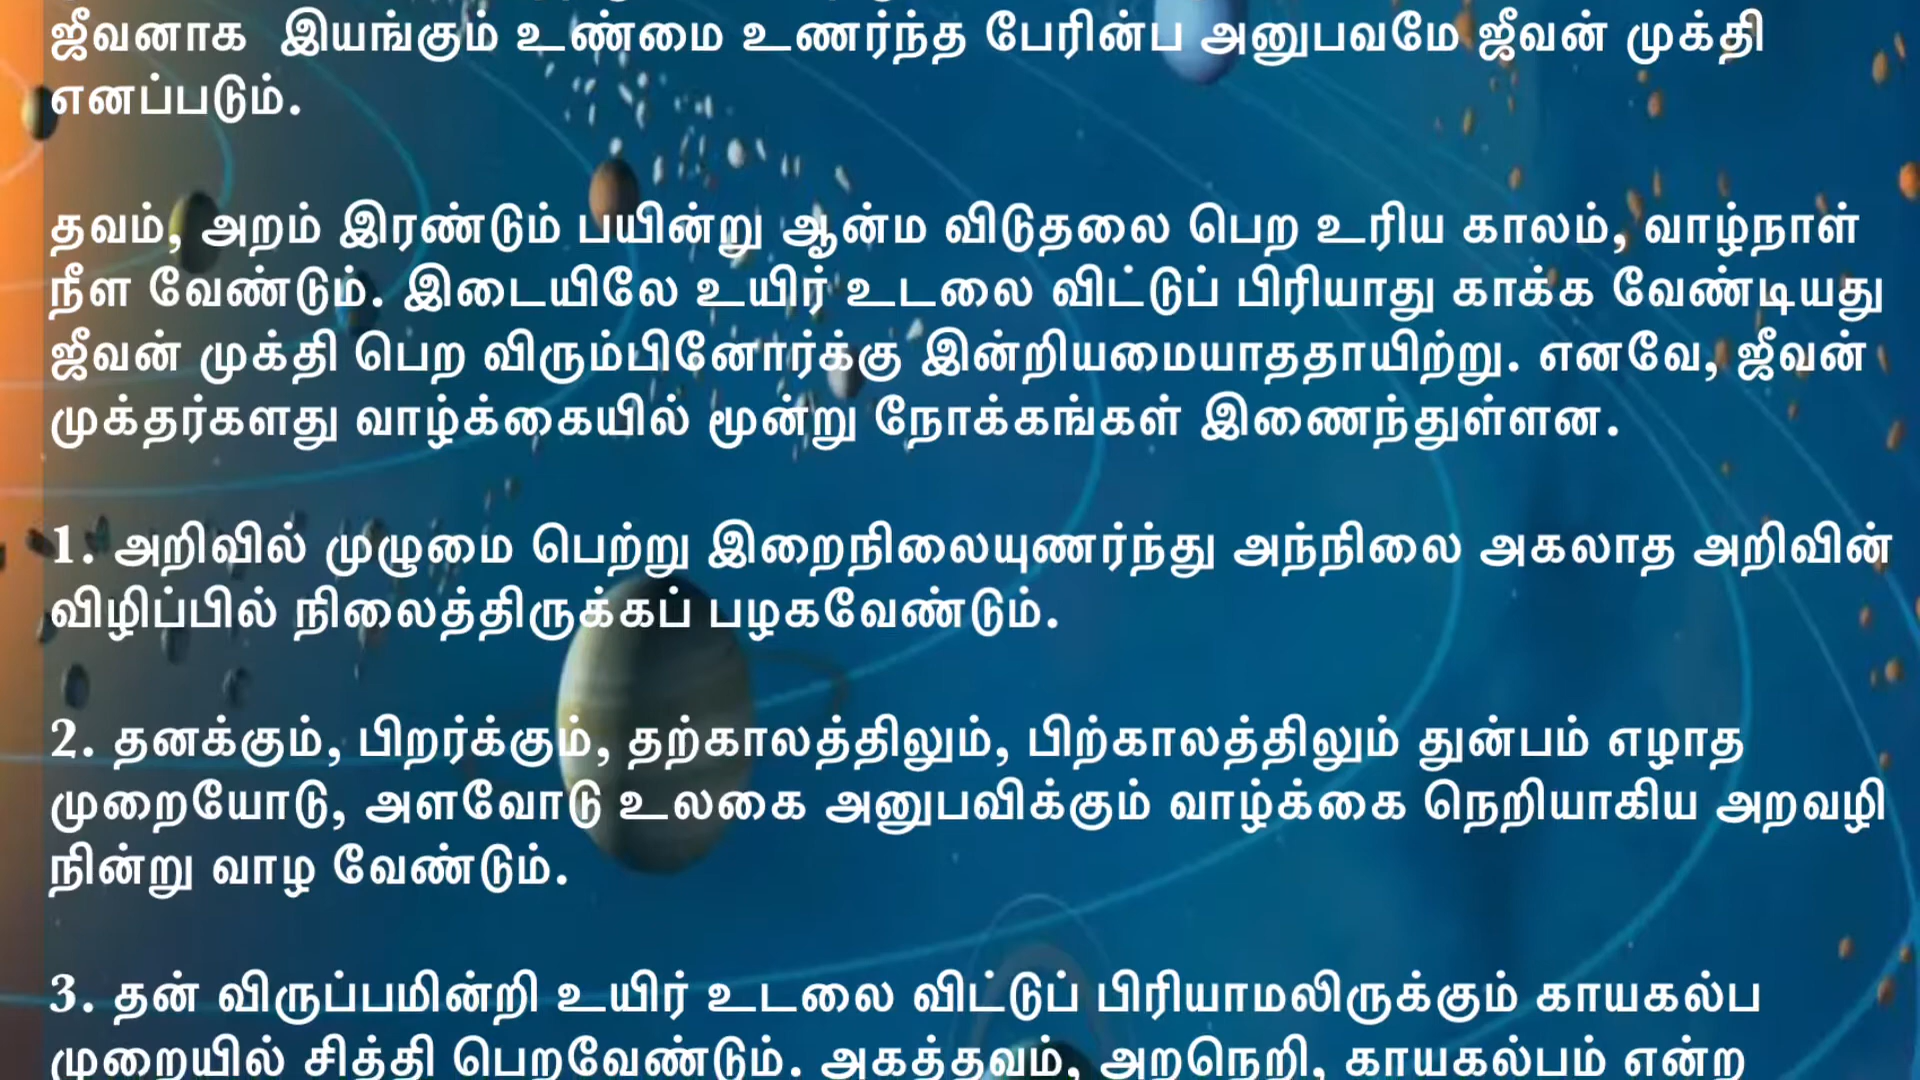 ஜீவனாக இயங்கும் உண்மை உணர்ந்த பேரின்ப அனுபவமே ஜீவன் முக்தி
எனப்படும்.
தவம், அறம் இரண்டும் பயின்று ஆன்ம விடுதலை பெற உரிய காலம், வாழ்நாள்
நீள வேண்டும். இடையிலே உயிர் உடலை விட்டுப் பிரியாது காக்க வேண்டியது
ஜீவன் முக்தி பெற விரும்பினோர்க்கு இன்றியமையாததாயிற்று. எனவே, ஜீவன்
முக்தர்களது வாழ்க்கையில் மூன்று நோக்கங்கள் இணைந்துள்ளன.
1. அறிவில் முழுமை பெற்று இறைநிலையுணர்ந்து அந்நிலை அகலாத அறிவின்
விழிப்பில் நிலைத்திருக்கப் பழகவேண்டும்.
2. தனக்கும், பிறர்க்கும், தற்காலத்திலும், பிற்காலத்திலும் துன்பம் எழாத
முறையோடு, அளவோடு உலகை அனுபவிக்கும் வாழ்க்கை நெறியாகிய அறவழி
நின்று வாழ வேண்டும்.
3. தன் விருப்பமின்றி உயிர் உடலை விட்டுப் பிரியாமலிருக்கும் காயகல்ப
முறையில் சித்தி பெறவேண்டும். அகத்தவம், அறநெறி, காயகல்பம் என்ற